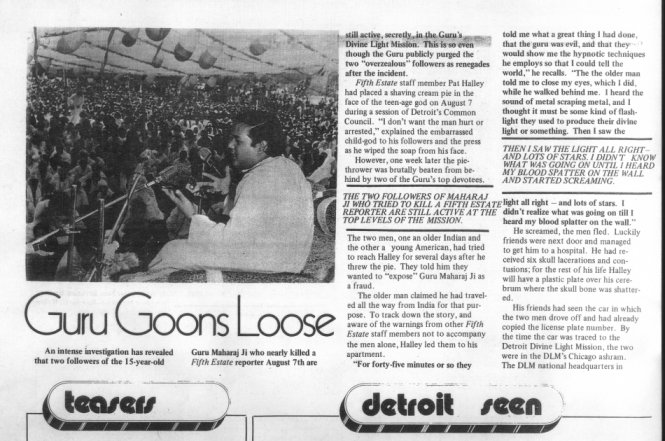 Guru Goons Loose
An intense investigation has revealed
that two followers of the 15-year-old
Guru Maharaj Ji who nearly killed a
Fifth Estate reporter August 7th are
still active, secretly, in the Guru's
Divine Light Mission. This is so even
though the Guru publicly purged the
two "overzealous" followers as renegades
after the incident.
Fifth Estate staff member Pat Halley
had placed a shaving cream pie in the
face of the teen-age god on August 7
during a session of Detroit's Common
Council. "I don't want the man hurt or
arrested," explained the embarrassed
child-god to his followers and the press
as he wiped the soap from his face.
However, one week later the pie-
thrower was brutally beaten from be-
hind by two of the Guru's top devotees.
THE TWO FOLLOWERS OF MAHARAJ
JI WHO TRIED TO KILL A FIFTH ESTATE
REPORTER ARE STILL ACTIVE AT THE
TOP LEVELS OF THE MISSION.
The two men, one an older Indian and
the other a young American, had tried
to reach Halley for several days after he
threw the pie. They told him they
wanted to "expose" Guru Maharaj Ji as
a fraud.
The older man claimed he had travel-
ed all the way from India for that pur-
pose. To track down the story, and
aware of the warnings from other Fifth
Estate staff members not to accompany
the men alone, Halley led them to his
apartment.
"For forty-five minutes or so they
told me what a great thing I had done,
that the guru was evil, and that they
would show me the hypnotic techniques
he employs so that I could tell the
world," he recalls. "The the older man
told me to close my eyes, which I did,
while he walked behind me. I heard the
sound of metal scraping metal, and I
thought it must be some kind of flash-
light they used to produce their divine
light or something. Then I saw the
THEN I SAW THE LIGHT ALL RIGHT—
AND LOTS OF STARS. I DIDN'T KNOW
WHAT WAS GOING ON UNTIL I HEARD
MY BLOOD SPATTER ON THE WALL
AND STARTED SCREAMING.
light all right – and lots of stars. I
didn't realize what was going on till I
heard my blood splatter on the wall."
He screamed, the men fled. Luckily
friends were next door and managed
to get him to a hospital. He had re-
ceived six skull lacerations and con-
tusions; for the rest of his life Halley
will have a plastic plate over his cere-
brum where the skull bone was shatter-
ed.
His friends had seen the car in which
the two men drove off and had already
copied the license plate number. By
the time the car was traced to the
Detroit Divine Light Mission, the two
were in the DLM's Chicago ashram.
The DLM national headquarters in
teasers
detroit seen